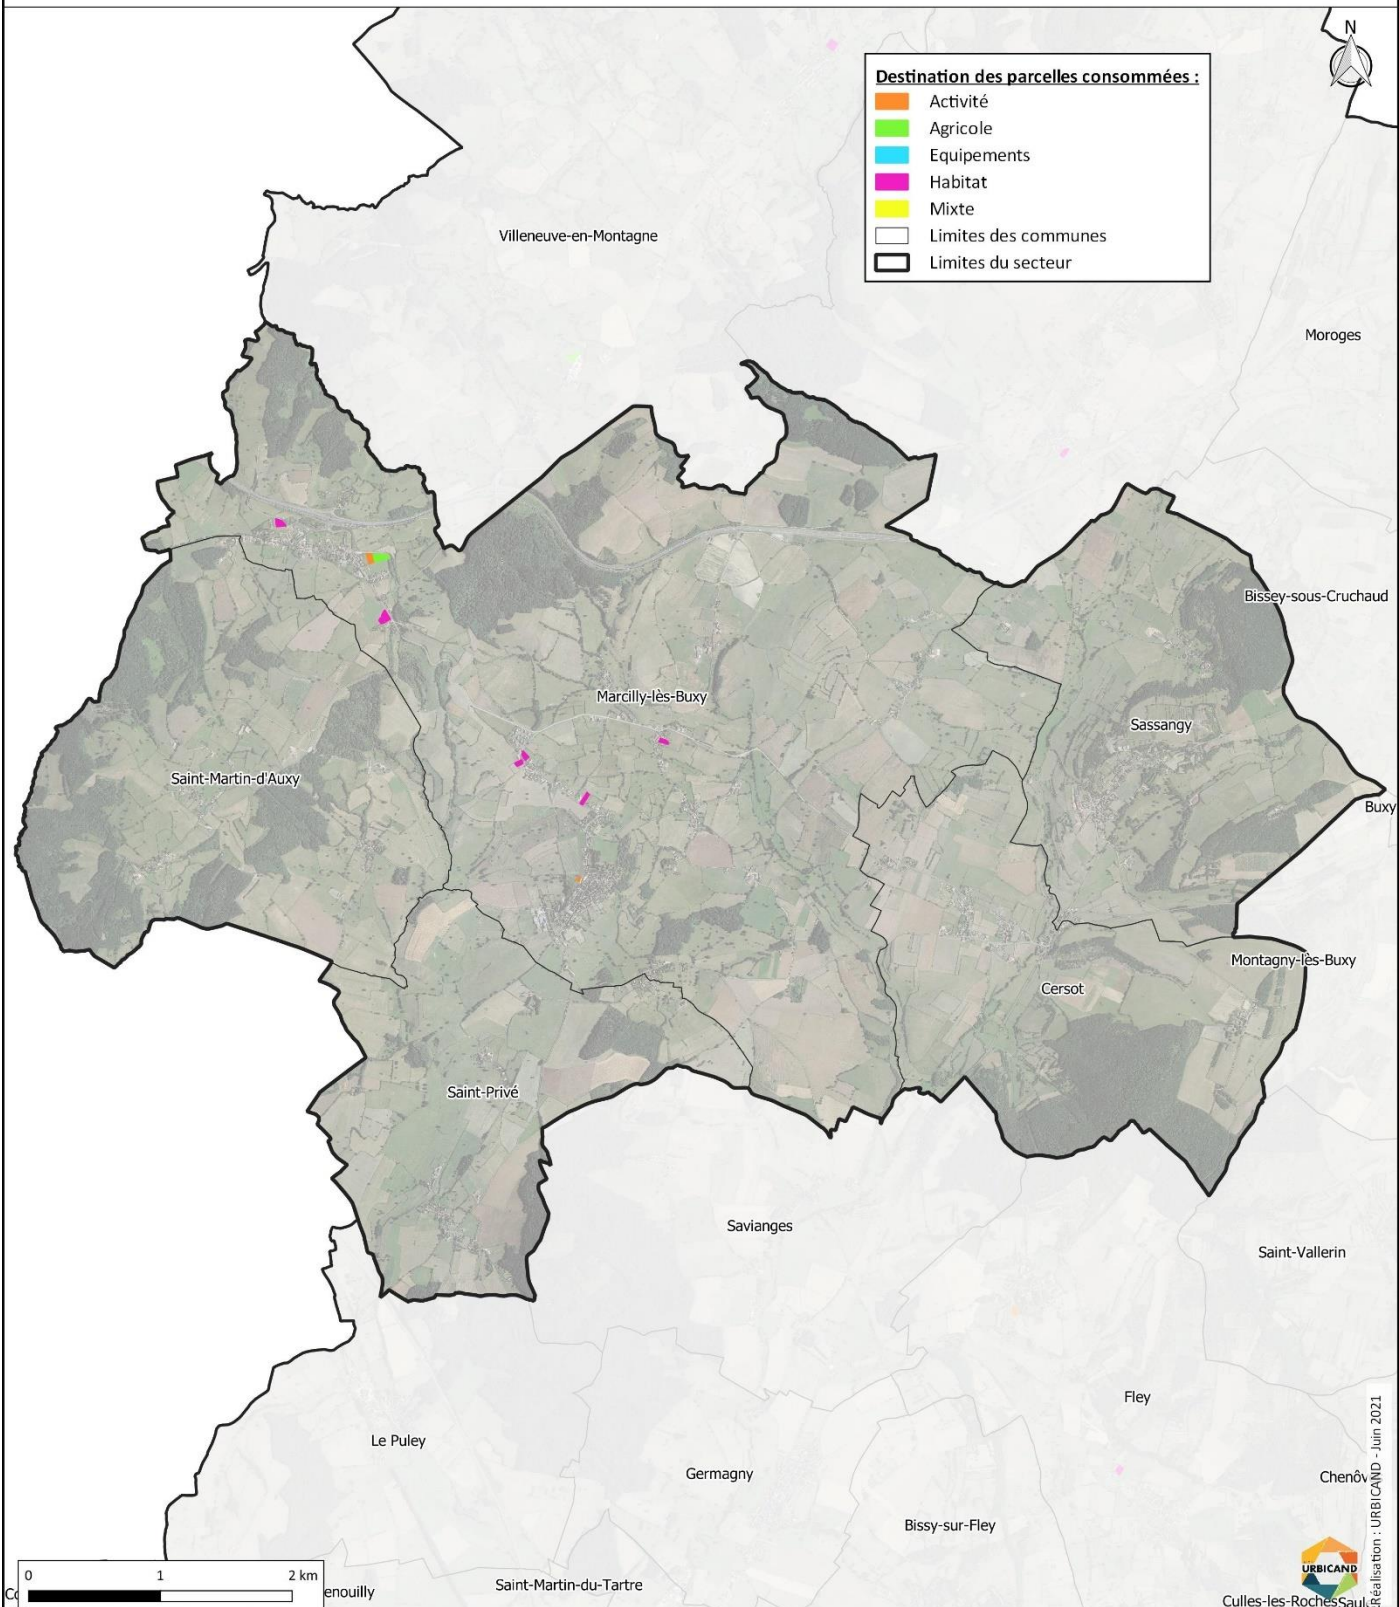 N
Destination des parcelles consommées :
Activité
Agricole
Equipements
Habitat
Mixte
Limites des communes
Limites du secteur
Villeneuve-en-Montagne
Moroges
Bissey-sous-Cruchaud
Marcilly-lès-Buxy
Sassangy
Saint-Martin-d'Auxy
Buxy
Montagny-lès-Buxy
Cersot
Saint-Privé
Savianges
Saint-Vallerin
Fley
Le Puley
Germagny
Chenôv
Bissy-sur-Fley
Réalisation : URBICAND - Juin 2021
URBICAND
0 1 2 km
enouilly
Saint-Martin-du-Tartre
Culles-les-Roches